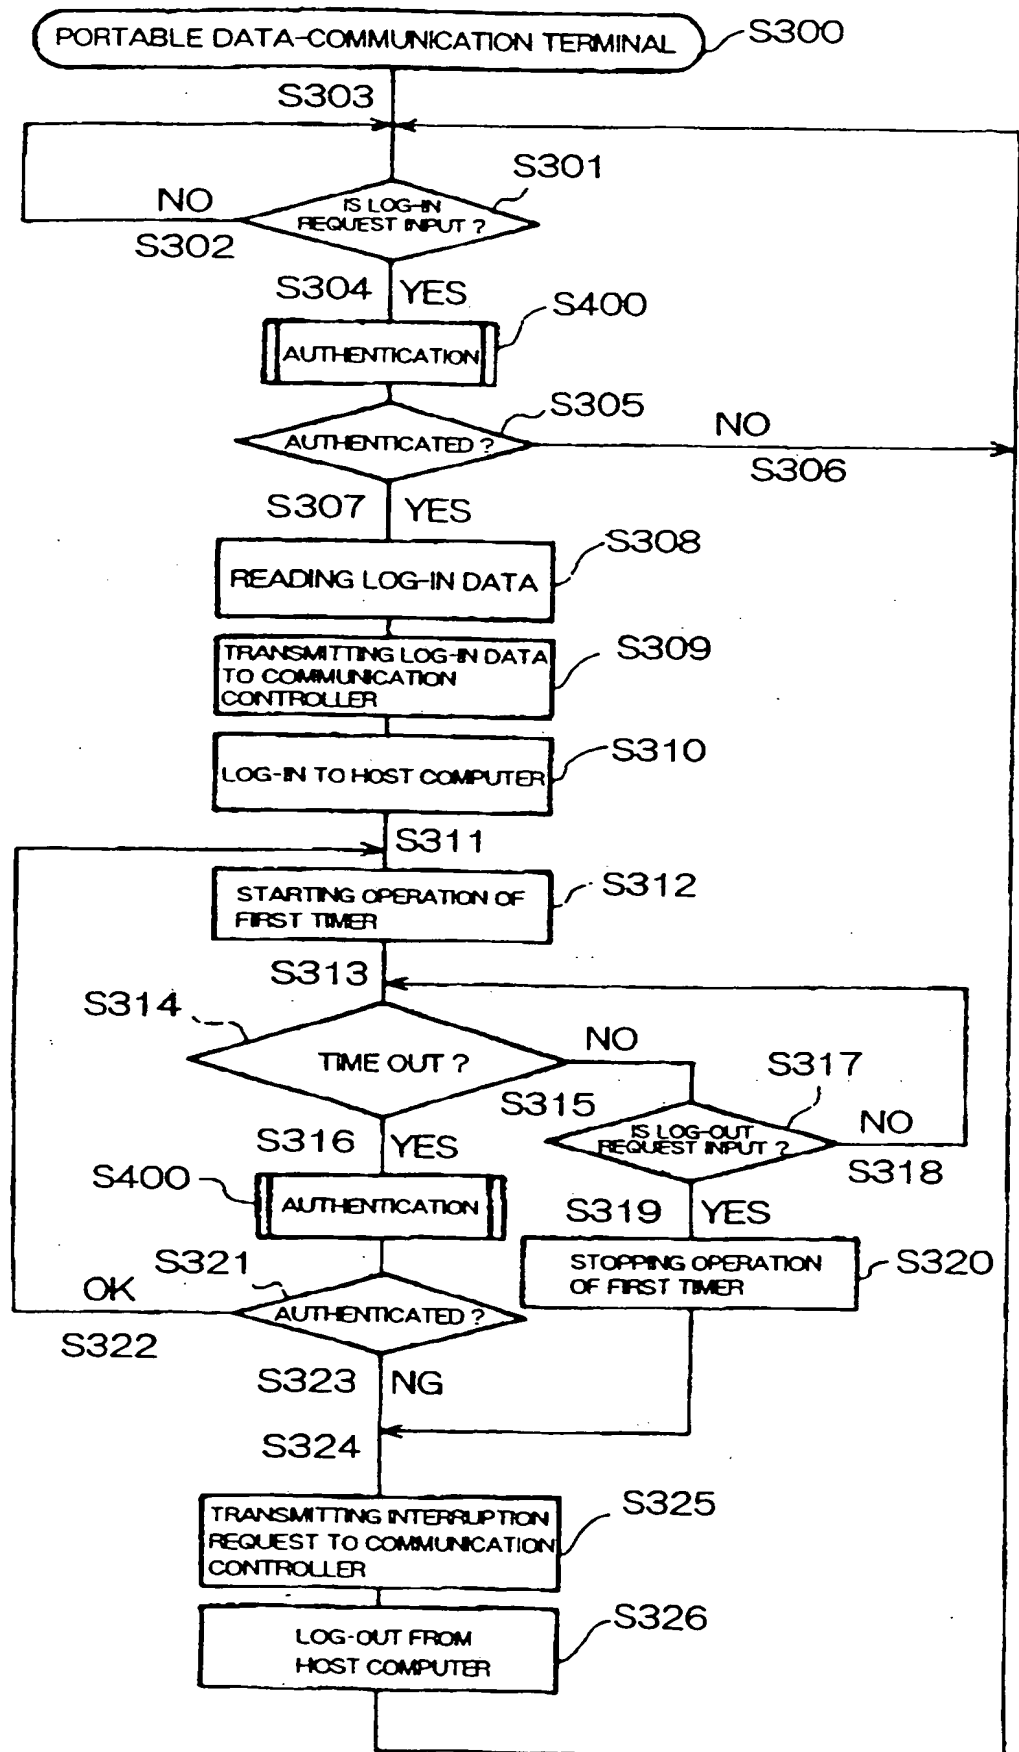 PORTABLE DATA-COMMUNICATION TERMINAL
S300
S303
S301
IS LOG-IN
REQUEST INPUT ?
NO
S302
S304
YES
S400
AUTHENTICATION
S305
AUTHENTICATED ?
NO
S306
S307
YES
S308
READING LOG-IN DATA
TRANSMITTING LOG-IN DATA
TO COMMUNICATION
CONTROLLER
S309
S310
LOG-IN TO HOST COMPUTER
S311
STARTING OPERATION OF
FIRST TIMER
S312
S313
S314
TIME OUT ?
NO
S315
S317
IS LOG-OUT
REQUEST INPUT ?
NO
S318
S316
YES
S400
AUTHENTICATION
S319
YES
STOPPING OPERATION
OF FIRST TIMER
S320
S321
AUTHENTICATED ?
OK
S322
S323
NG
S324
TRANSMITTING INTERRUPTION
REQUEST TO COMMUNICATION
CONTROLLER
S325
LOG-OUT FROM
HOST COMPUTER
S326